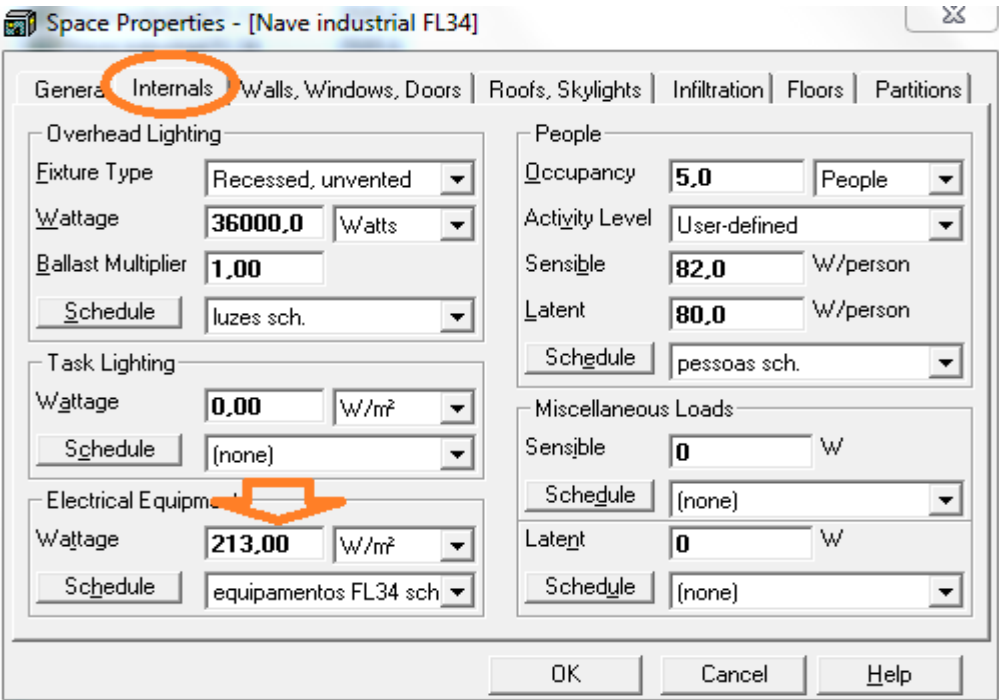 Space Properties - [Nave industrial FL34]
General Internals Walls, Windows, Doors Roofs, Skylights Infiltration Floors Partitions
Overhead Lighting
Fixture Type Recessed, unvented
Wattage 36000,0 Watts
Ballast Multiplier 1,00
Schedule luzes sch.
Task Lighting
Wattage 0,00 W/m²
Schedule (none)
Electrical Equipment
Wattage 213,00 W/m²
Schedule equipamentos FL34 sch
People
Occupancy 5,0 People
Activity Level User-defined
Sensible 82,0 W/person
Latent 80,0 W/person
Schedule pessoas sch.
Miscellaneous Loads
Sensible 0 W
Schedule (none)
Latent 0 W
Schedule (none)
OK Cancel Help